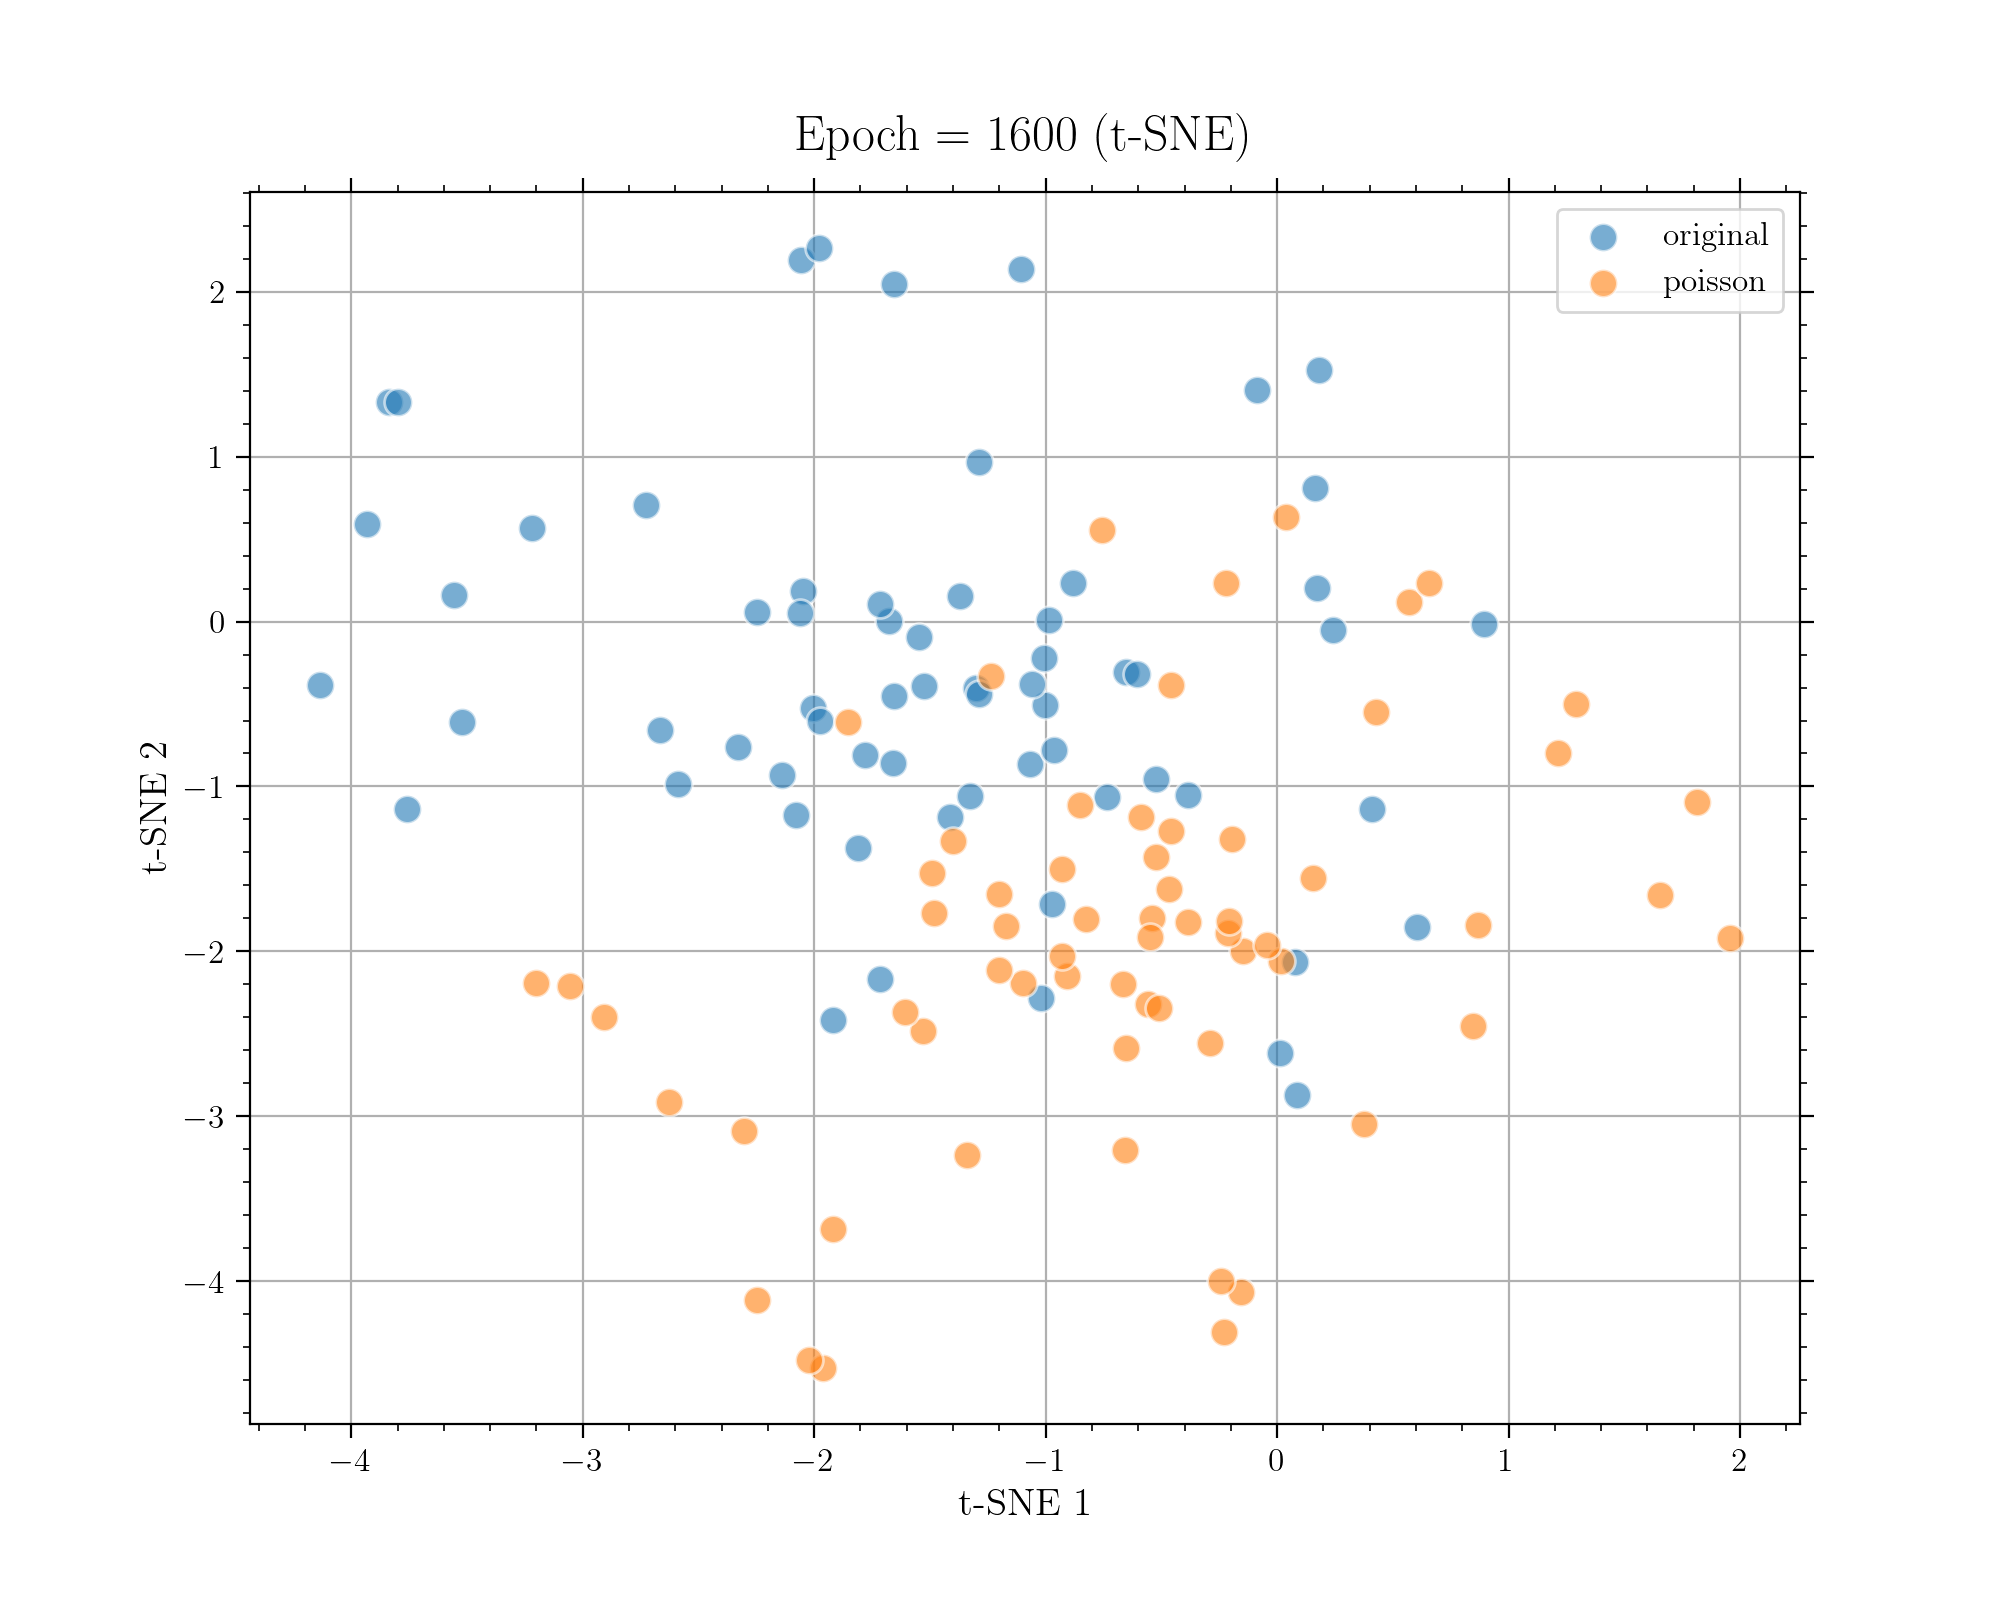 Epoch = 1600 (t-SNE)
original
poisson
2
1
0
−1
−2
−3
−4
t-SNE 2
−4 −3 −2 −1 0 1 2
t-SNE 1